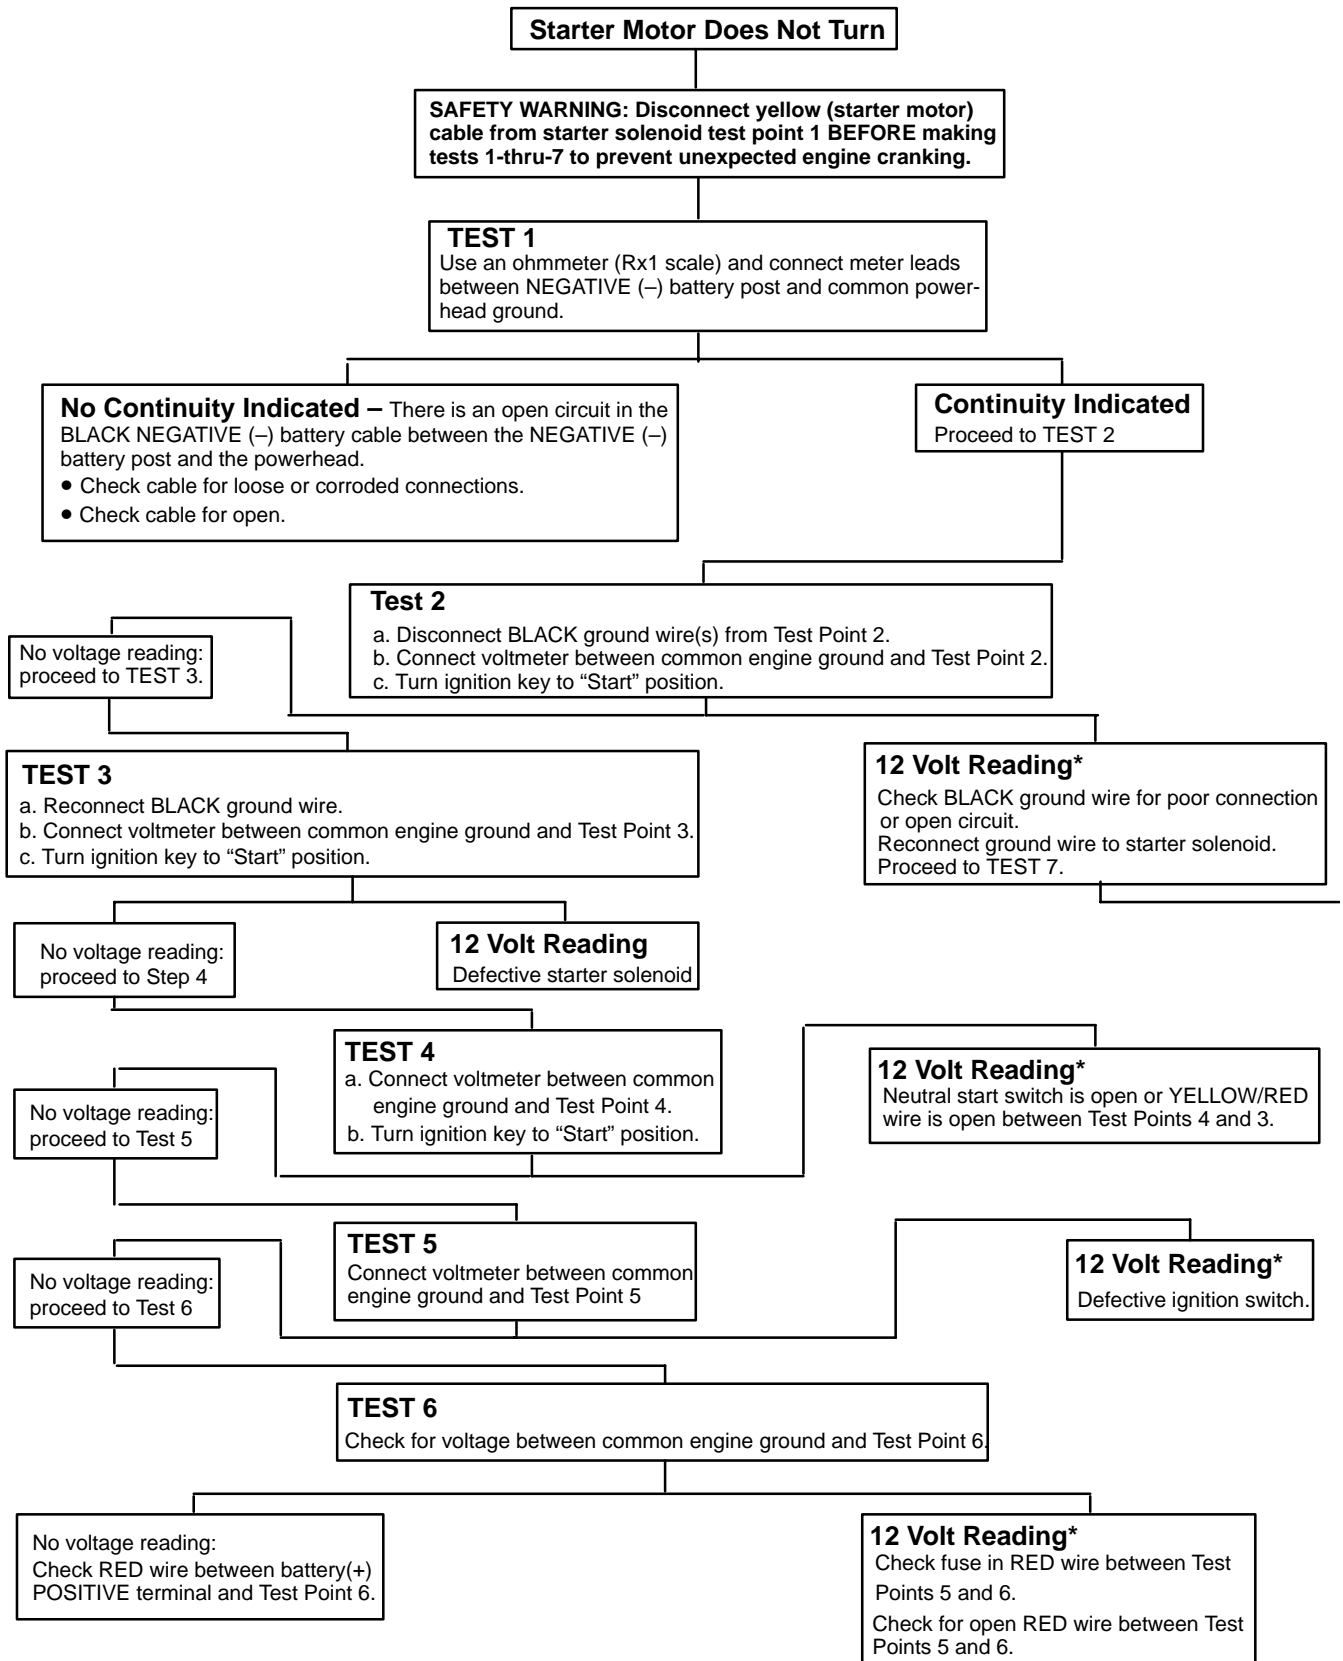 Starter Motor Does Not Turn
SAFETY WARNING: Disconnect yellow (starter motor)
cable from starter solenoid test point 1 BEFORE making
tests 1-thru-7 to prevent unexpected engine cranking.
TEST 1
Use an ohmmeter (Rx1 scale) and connect meter leads
between NEGATIVE (–) battery post and common power-
head ground.
No Continuity Indicated – There is an open circuit in the
BLACK NEGATIVE (–) battery cable between the NEGATIVE (–)
battery post and the powerhead.
• Check cable for loose or corroded connections.
• Check cable for open.
Continuity Indicated
Proceed to TEST 2
Test 2
a. Disconnect BLACK ground wire(s) from Test Point 2.
b. Connect voltmeter between common engine ground and Test Point 2.
c. Turn ignition key to “Start” position.
No voltage reading:
proceed to TEST 3.
12 Volt Reading*
Check BLACK ground wire for poor connection
or open circuit.
Reconnect ground wire to starter solenoid.
Proceed to TEST 7.
TEST 3
a. Reconnect BLACK ground wire.
b. Connect voltmeter between common engine ground and Test Point 3.
c. Turn ignition key to “Start” position.
No voltage reading:
proceed to Step 4
12 Volt Reading
Defective starter solenoid
TEST 4
a. Connect voltmeter between common
engine ground and Test Point 4.
b. Turn ignition key to “Start” position.
12 Volt Reading*
Neutral start switch is open or YELLOW/RED
wire is open between Test Points 4 and 3.
No voltage reading:
proceed to Test 5
TEST 5
Connect voltmeter between common
engine ground and Test Point 5
12 Volt Reading*
Defective ignition switch.
No voltage reading:
proceed to Test 6
TEST 6
Check for voltage between common engine ground and Test Point 6.
No voltage reading:
Check RED wire between battery(+)
POSITIVE terminal and Test Point 6.
12 Volt Reading*
Check fuse in RED wire between Test
Points 5 and 6.
Check for open RED wire between Test
Points 5 and 6.